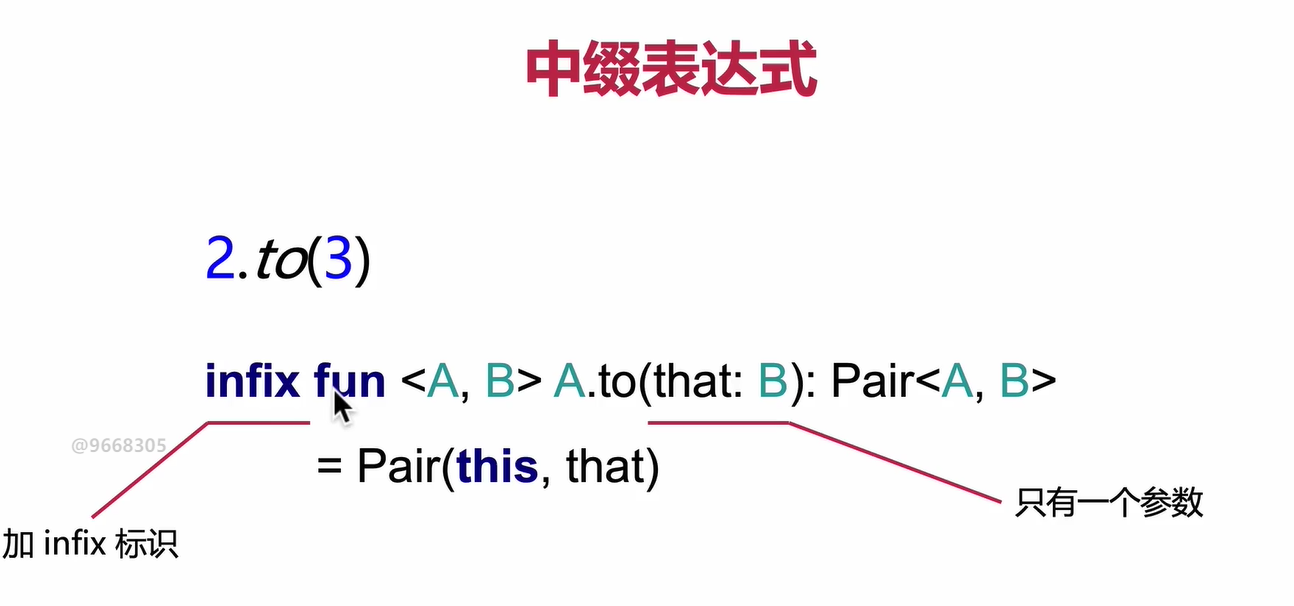 中缀表达式
2.to(3)
infix fun <A, B> A.to(that: B): Pair<A, B>
@9668305
= Pair(this, that)
只有一个参数
加 infix 标识